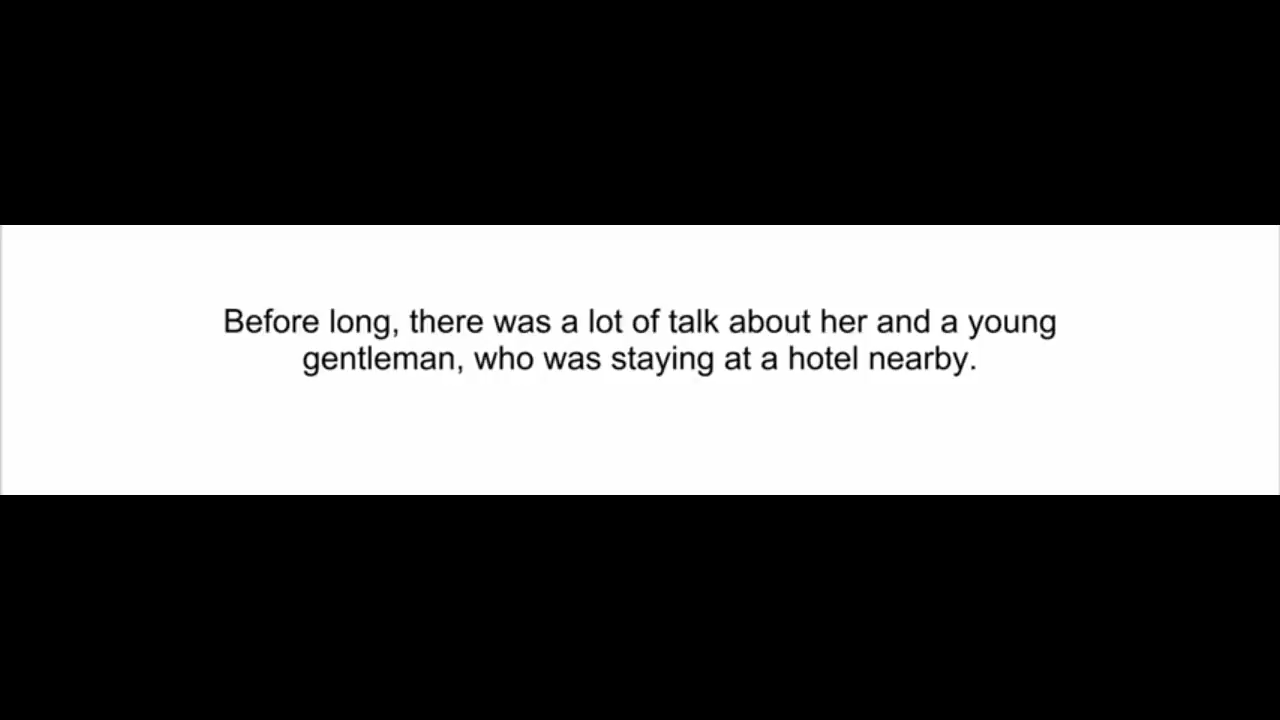 Before long, there was a lot of talk about her and a young
gentleman, who was staying at a hotel nearby.